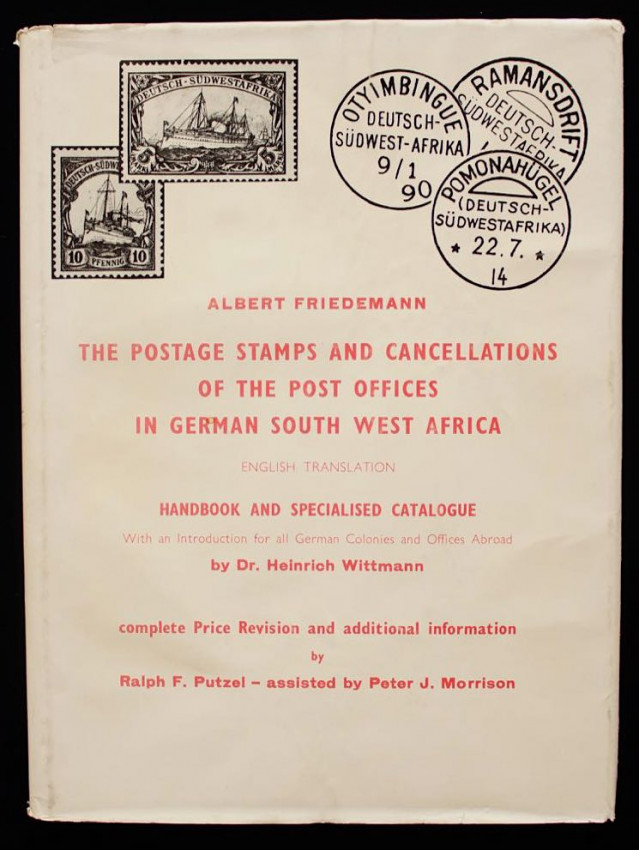 DEUTSCH-SÜDWESTAFRIKA
5 5
DEUTSCH-SÜDW
10 PFENNIG 10
OTYIMBINGUE
DEUTSCH-
SÜDWEST-AFRIKA
9/1
90
RAMANSDRIFT
DEUTSCH-
SÜDWESTAFRIKA
POMONAHÜGEL
(DEUTSCH-
SÜDWESTAFRIKA)
* 22.7. *
14
ALBERT FRIEDEMANN
THE POSTAGE STAMPS AND CANCELLATIONS
OF THE POST OFFICES
IN GERMAN SOUTH WEST AFRICA
ENGLISH TRANSLATION
HANDBOOK AND SPECIALISED CATALOGUE
With an Introduction for all German Colonies and Offices Abroad
by Dr. Heinrich Wittmann
complete Price Revision and additional information
by
Ralph F. Putzel – assisted by Peter J. Morrison